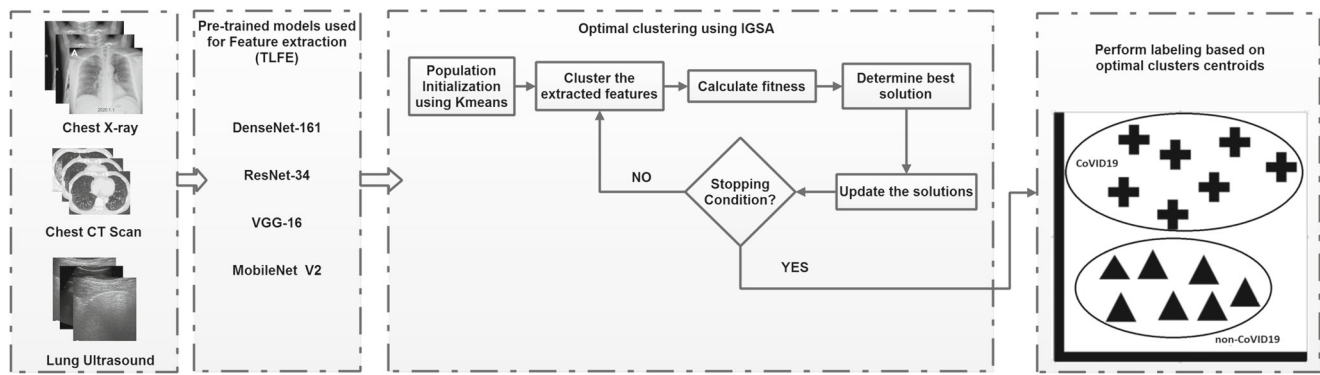 Chest X-ray
Chest CT Scan
Lung Ultrasound
Pre-trained models used
for Feature extraction
(TLFE)
DenseNet-161
ResNet-34
VGG-16
MobileNet V2
Optimal clustering using IGSA
Population
Initialization
using Kmeans
Cluster the
extracted features
Calculate fitness
Determine best
solution
Update the solutions
Stopping
Condition?
NO
YES
Perform labeling based on
optimal clusters centroids
CoVID19
non-CoVID19